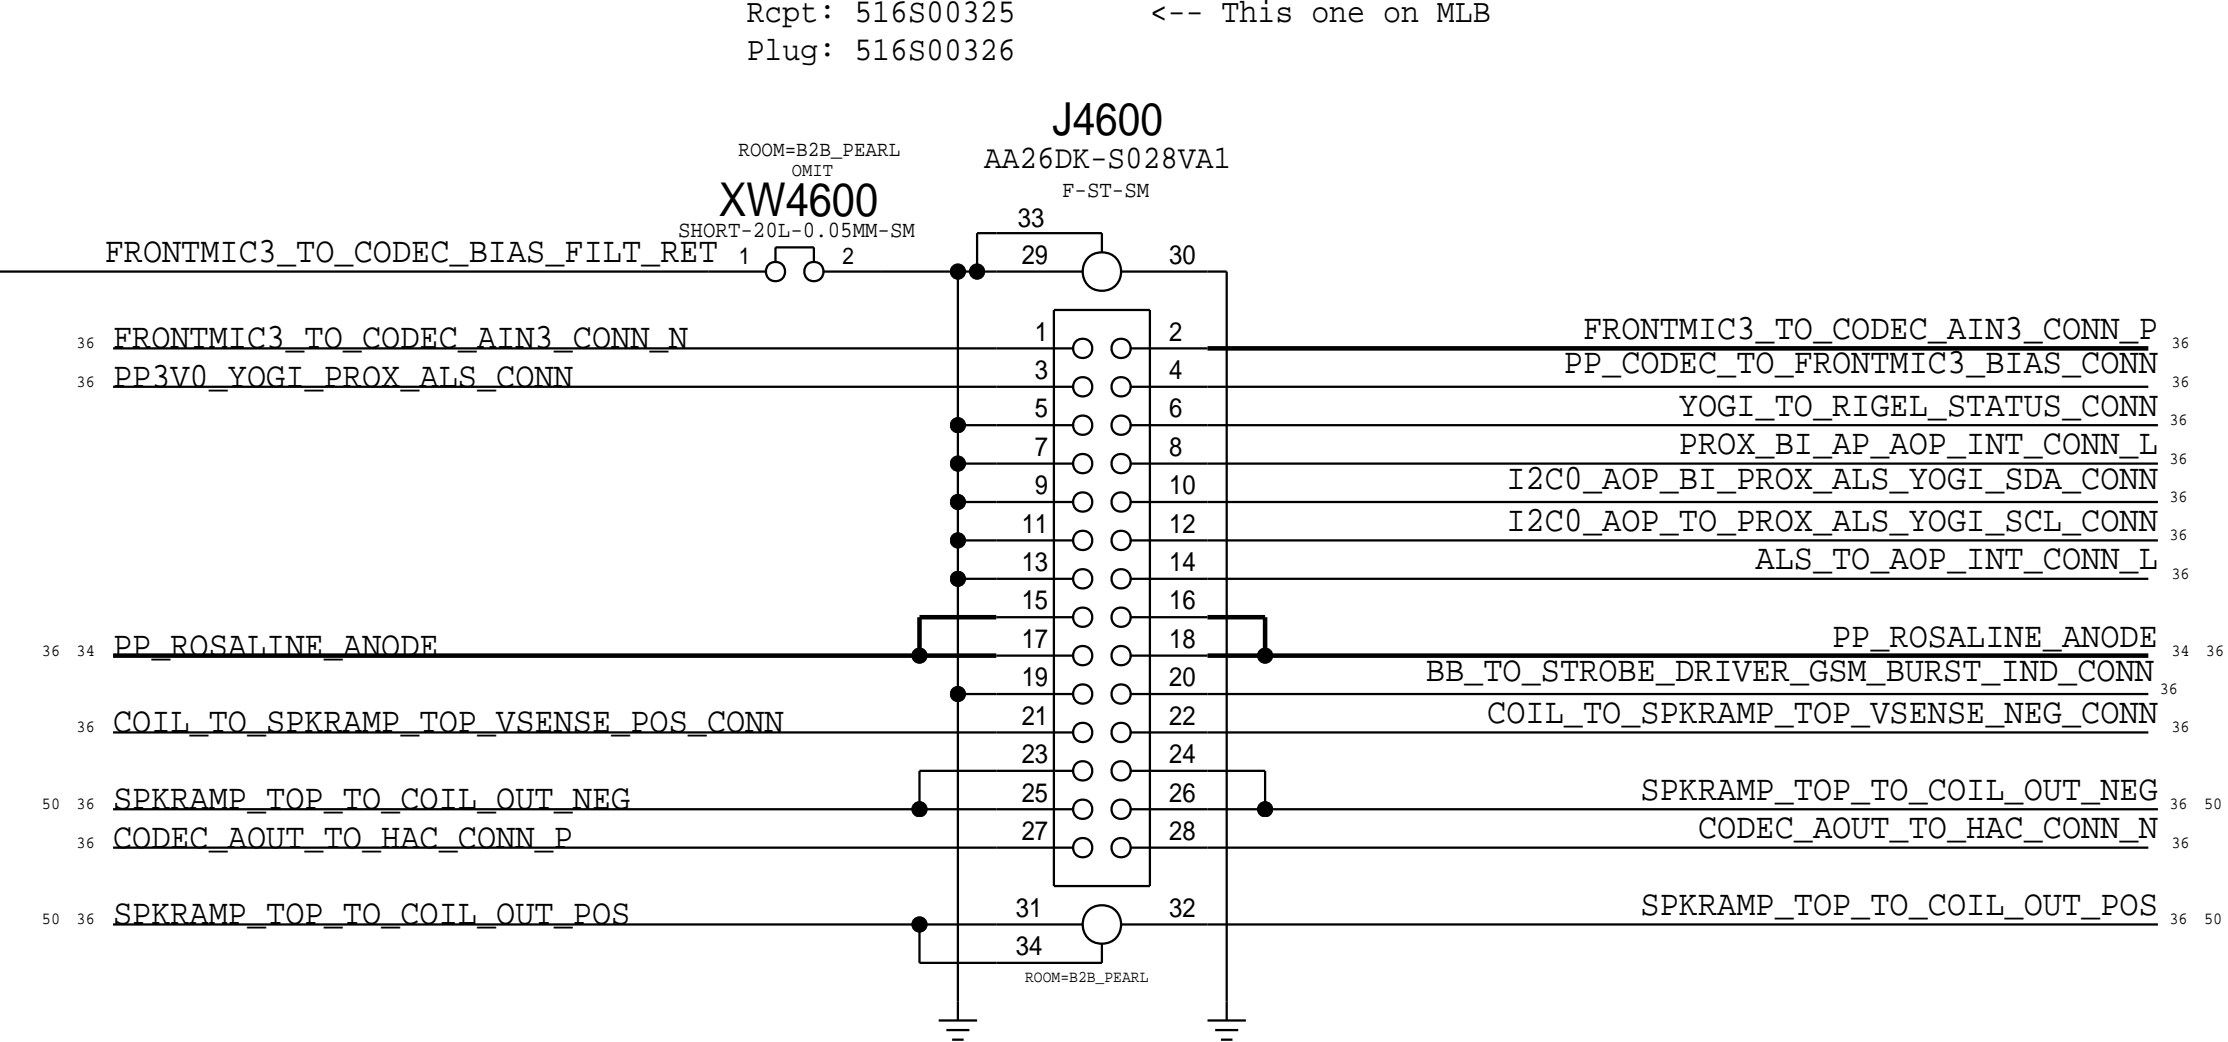 Rcpt: 516S00325 <-- This one on MLB
Plug: 516S00326
J4600
AA26DK-S028VA1
F-ST-SM
ROOM=B2B_PEARL
OMIT
XW4600
SHORT-20L-0.05MM-SM
33
FRONTMIC3_TO_CODEC_BIAS_FILT_RET 1 2 29 30
36 FRONTMIC3_TO_CODEC_AIN3_CONN_N 1 2 FRONTMIC3_TO_CODEC_AIN3_CONN_P 36
36 PP3V0_YOGI_PROX_ALS_CONN 3 4 PP_CODEC_TO_FRONTMIC3_BIAS_CONN 36
5 6 YOGI_TO_RIGEL_STATUS_CONN 36
7 8 PROX_BI_AP_AOP_INT_CONN_L 36
9 10 I2C0_AOP_BI_PROX_ALS_YOGI_SDA_CONN 36
11 12 I2C0_AOP_TO_PROX_ALS_YOGI_SCL_CONN 36
13 14 ALS_TO_AOP_INT_CONN_L 36
15 16
36 34 PP_ROSALINE_ANODE 17 18 PP_ROSALINE_ANODE 34 36
19 20 BB_TO_STROBE_DRIVER_GSM_BURST_IND_CONN 36
36 COIL_TO_SPKRAMP_TOP_VSENSE_POS_CONN 21 22 COIL_TO_SPKRAMP_TOP_VSENSE_NEG_CONN 36
23 24
50 36 SPKRAMP_TOP_TO_COIL_OUT_NEG 25 26 SPKRAMP_TOP_TO_COIL_OUT_NEG 36 50
36 CODEC_AOUT_TO_HAC_CONN_P 27 28 CODEC_AOUT_TO_HAC_CONN_N 36
50 36 SPKRAMP_TOP_TO_COIL_OUT_POS 31 32 SPKRAMP_TOP_TO_COIL_OUT_POS 36 50
34
ROOM=B2B_PEARL